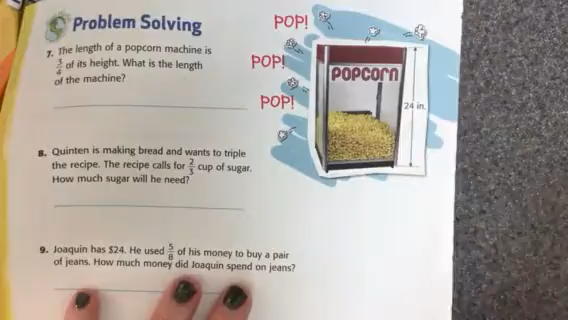 Problem Solving
POP!
7. The length of a popcorn machine is
3/4 of its height. What is the length
of the machine?
POP!
POP!
POPCORN
24 in.
8. Quinten is making bread and wants to triple
the recipe. The recipe calls for 2/3 cup of sugar.
How much sugar will he need?
9. Joaquin has $24. He used 5/8 of his money to buy a pair
of jeans. How much money did Joaquin spend on jeans?